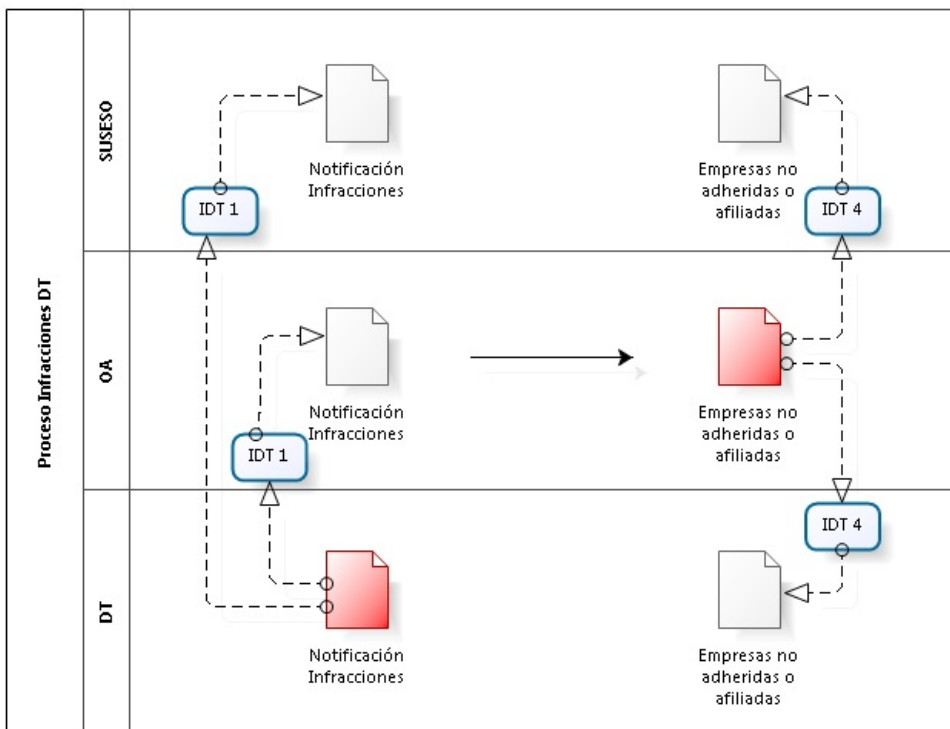 Proceso Infracciones DT
SUSESO
Notificación
Infracciones
IDT 1
Empresas no
adheridas o
afiliadas
IDT 4
OA
Notificación
Infracciones
IDT 1
Empresas no
adheridas o
afiliadas
DT
Notificación
Infracciones
IDT 4
Empresas no
adheridas o
afiliadas